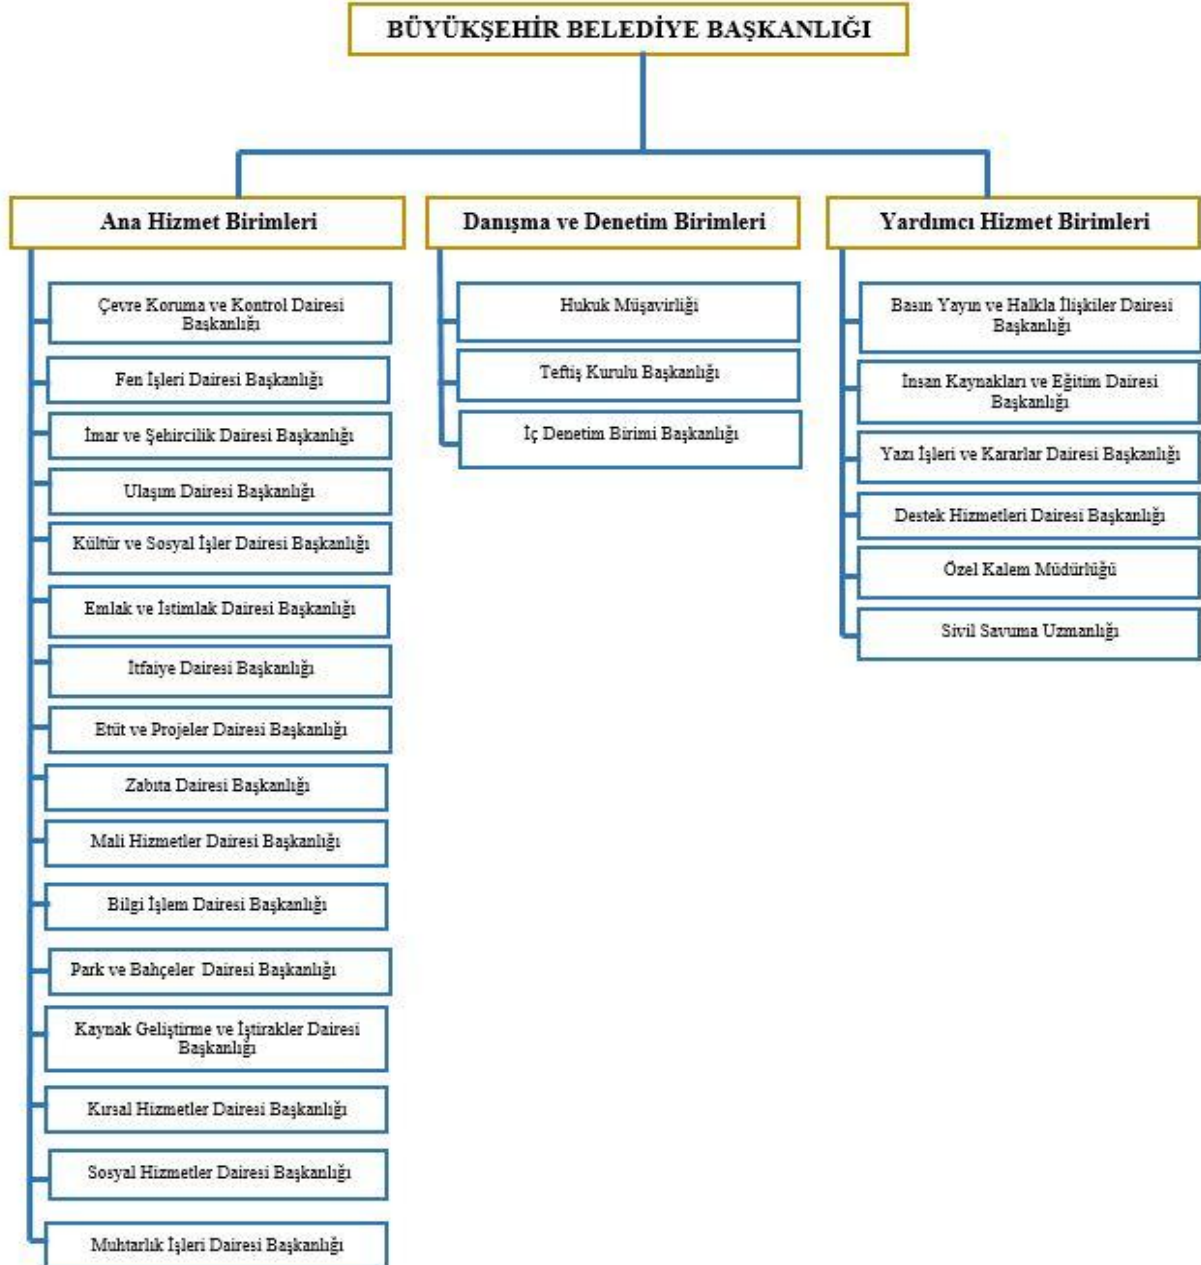 BÜYÜKŞEHİR BELEDİYE BAŞKANLIĞI
Ana Hizmet Birimleri
Çevre Koruma ve Kontrol Dairesi
Başkanlığı
Fen İşleri Dairesi Başkanlığı
İmar ve Şehircilik Dairesi Başkanlığı
Ulaşım Dairesi Başkanlığı
Kültür ve Sosyal İşler Dairesi Başkanlığı
Emlak ve İstimlak Dairesi Başkanlığı
İtfaiye Dairesi Başkanlığı
Etüt ve Projeler Dairesi Başkanlığı
Zabıta Dairesi Başkanlığı
Mali Hizmetler Dairesi Başkanlığı
Bilgi İşlem Dairesi Başkanlığı
Park ve Bahçeler Dairesi Başkanlığı
Kaynak Geliştirme ve İştirakler Dairesi
Başkanlığı
Kırsal Hizmetler Dairesi Başkanlığı
Sosyal Hizmetler Dairesi Başkanlığı
Muhtarlık İşleri Dairesi Başkanlığı
Danışma ve Denetim Birimleri
Hukuk Müşavirliği
Teftiş Kurulu Başkanlığı
İç Denetim Birimi Başkanlığı
Yardımcı Hizmet Birimleri
Basın Yayın ve Halkla İlişkiler Dairesi
Başkanlığı
İnsan Kaynakları ve Eğitim Dairesi
Başkanlığı
Yazı İşleri ve Kararlar Dairesi Başkanlığı
Destek Hizmetleri Dairesi Başkanlığı
Özel Kalem Müdürlüğü
Sivil Savuma Uzmanlığı